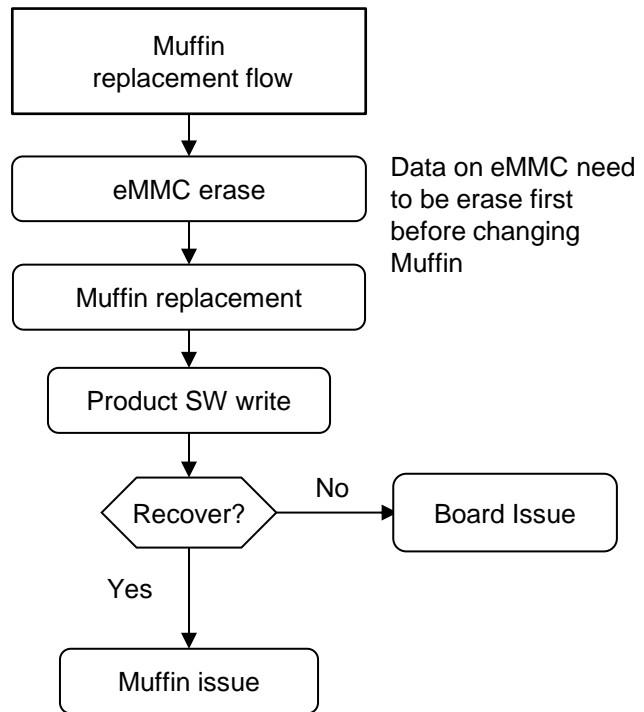 Muffin
replacement flow
eMMC erase
Data on eMMC need
to be erase first
before changing
Muffin
Muffin replacement
Product SW write
Recover?
No
Board Issue
Yes
Muffin issue